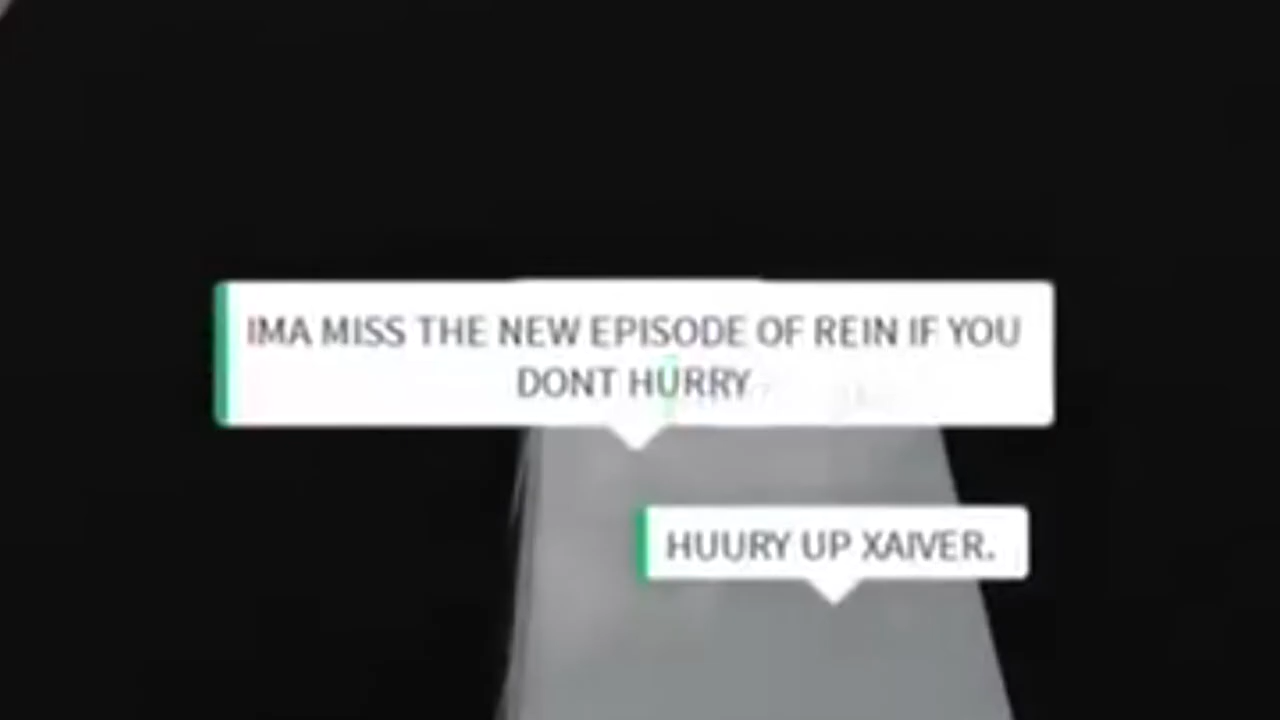 IMA MISS THE NEW EPISODE OF REIN IF YOU
DONT HURRY
HUURY UP XAIVER.